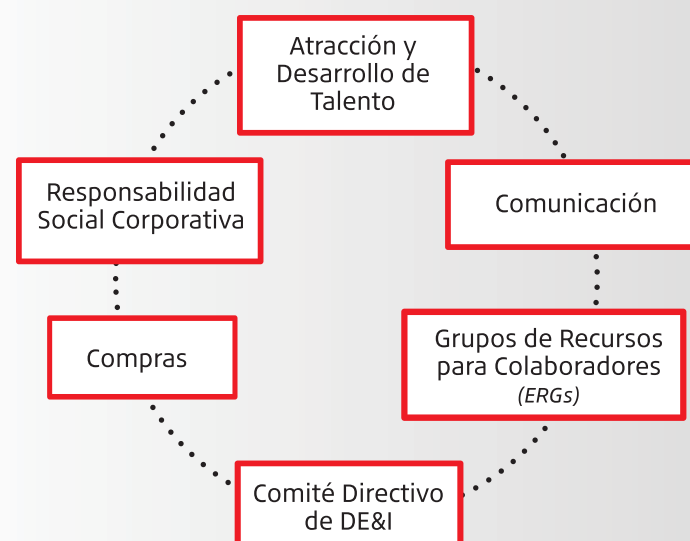 Atracción y
Desarrollo de
Talento
Responsabilidad
Social Corporativa
Comunicación
Compras
Grupos de Recursos
para Colaboradores
(ERGs)
Comité Directivo
de DE&I